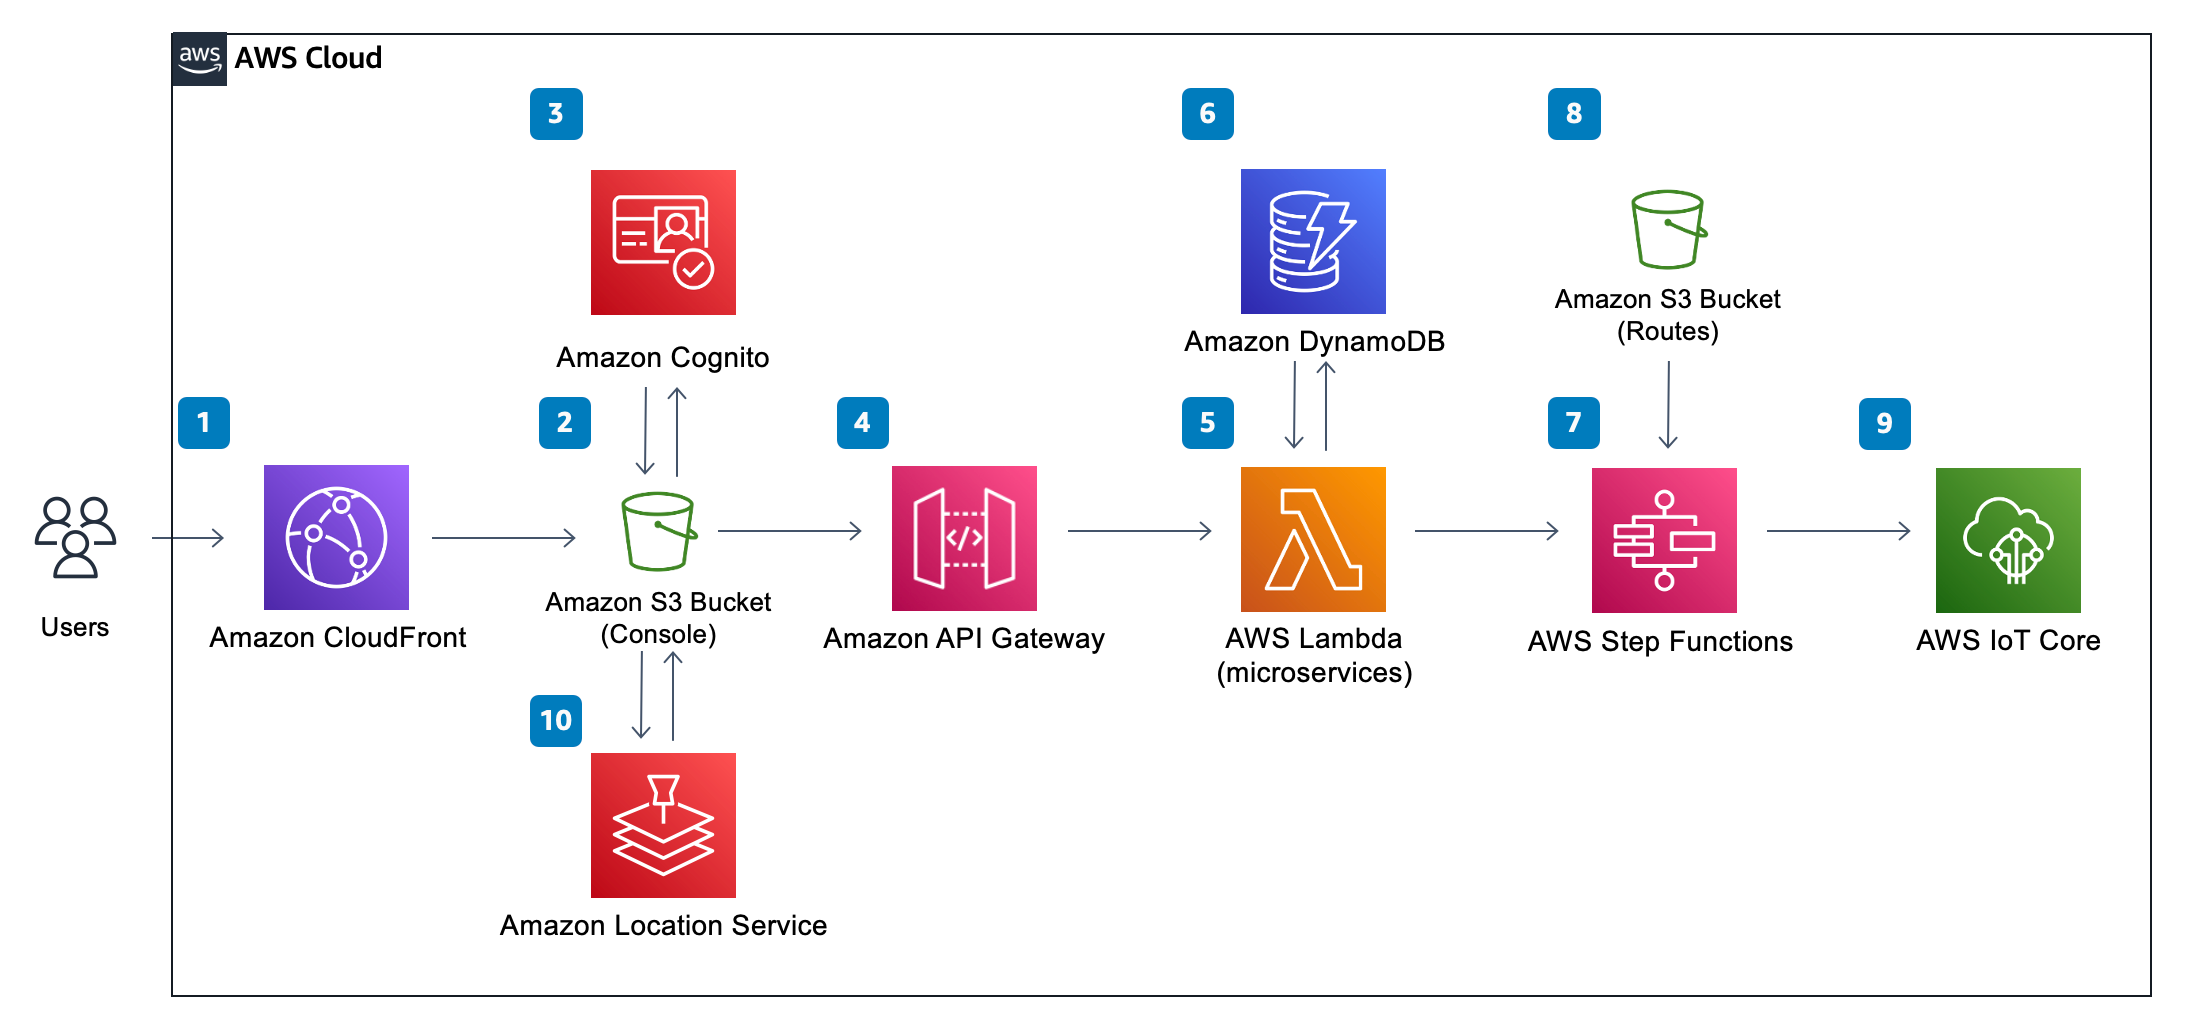 aws
AWS Cloud
3
6
8
Amazon Cognito
Amazon DynamoDB
Amazon S3 Bucket
(Routes)
1
2
4
5
7
9
</>
Users
Amazon CloudFront
Amazon S3 Bucket
(Console)
Amazon API Gateway
AWS Lambda
(microservices)
AWS Step Functions
AWS IoT Core
10
Amazon Location Service